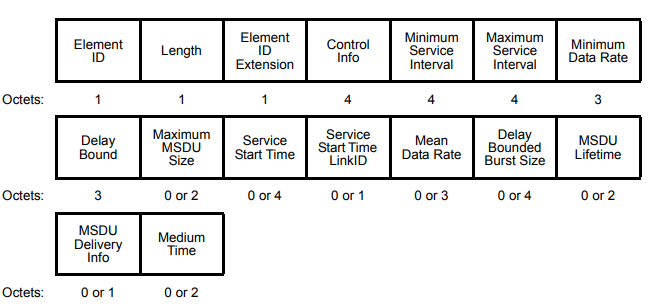 Element ID Length Element ID Extension Control Info Minimum Service Interval Maximum Service Interval Minimum Data Rate
Octets: 1 1 1 4 4 4 3
Delay Bound Maximum MSDU Size Service Start Time Service Start Time LinkID Mean Data Rate Delay Bounded Burst Size MSDU Lifetime
Octets: 3 0 or 2 0 or 4 0 or 1 0 or 3 0 or 4 0 or 2
MSDU Delivery Info Medium Time
Octets: 0 or 1 0 or 2